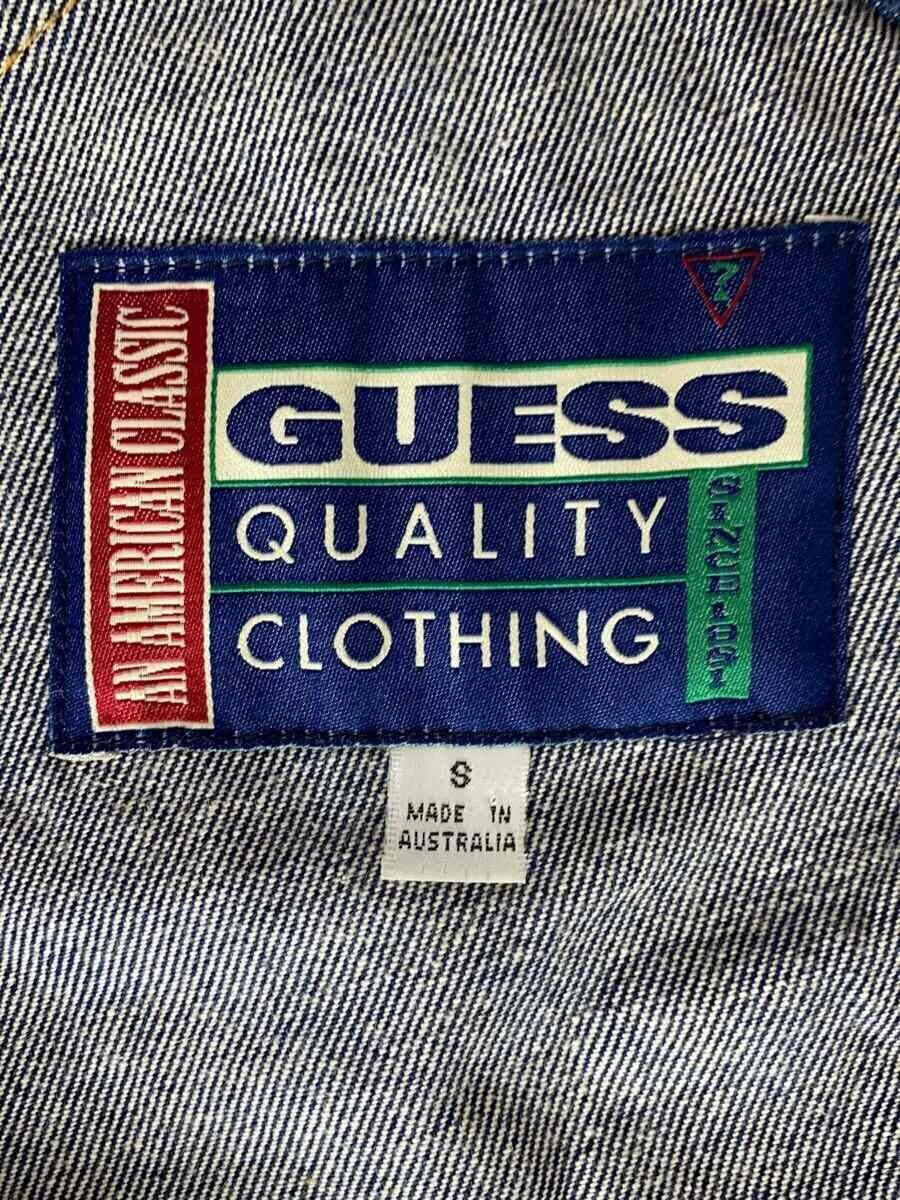 AN AMERICAN CLASSIC
?
GUESS
QUALITY
CLOTHING
SINCE 1981
S
MADE IN
AUSTRALIA